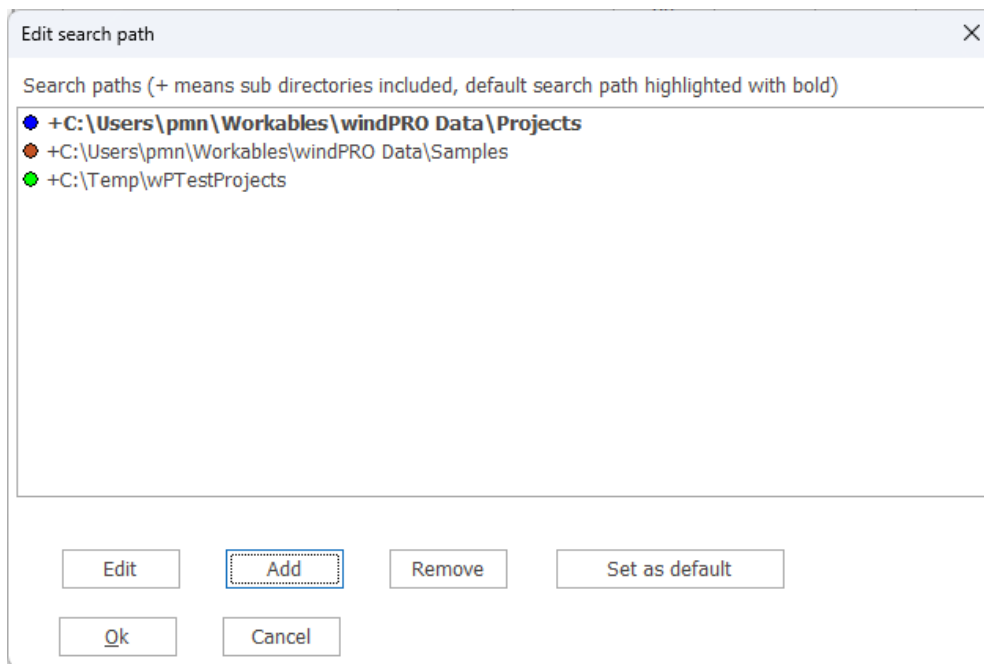 Edit search path
Search paths (+ means sub directories included, default search path highlighted with bold)
+C:\Users\pmn\Workables\windPRO Data\Projects
+C:\Users\pmn\Workables\windPRO Data\Samples
+C:\Temp\wPTestProjects
Edit Add Remove Set as default
Ok Cancel